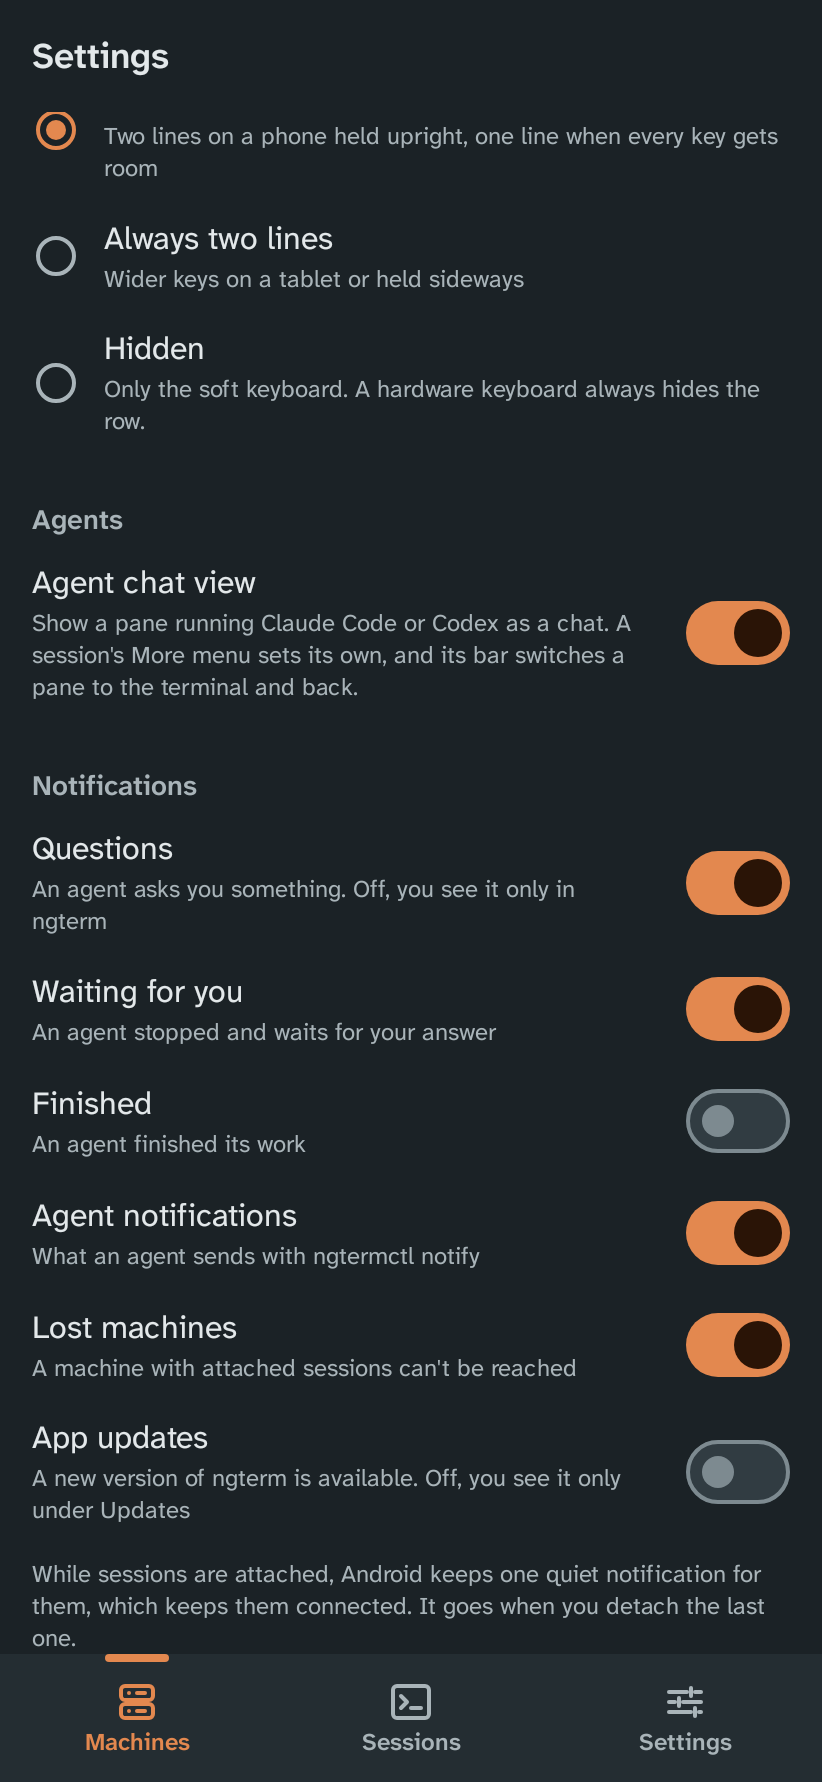 Settings
Two lines on a phone held upright, one line when every key gets
room
Always two lines
Wider keys on a tablet or held sideways
Hidden
Only the soft keyboard. A hardware keyboard always hides the
row.
Agents
Agent chat view
Show a pane running Claude Code or Codex as a chat. A
session's More menu sets its own, and its bar switches a
pane to the terminal and back.
Notifications
Questions
An agent asks you something. Off, you see it only in
ngterm
Waiting for you
An agent stopped and waits for your answer
Finished
An agent finished its work
Agent notifications
What an agent sends with ngtermctl notify
Lost machines
A machine with attached sessions can't be reached
App updates
A new version of ngterm is available. Off, you see it only
under Updates
While sessions are attached, Android keeps one quiet notification for
them, which keeps them connected. It goes when you detach the last
one.
Machines
Sessions
Settings